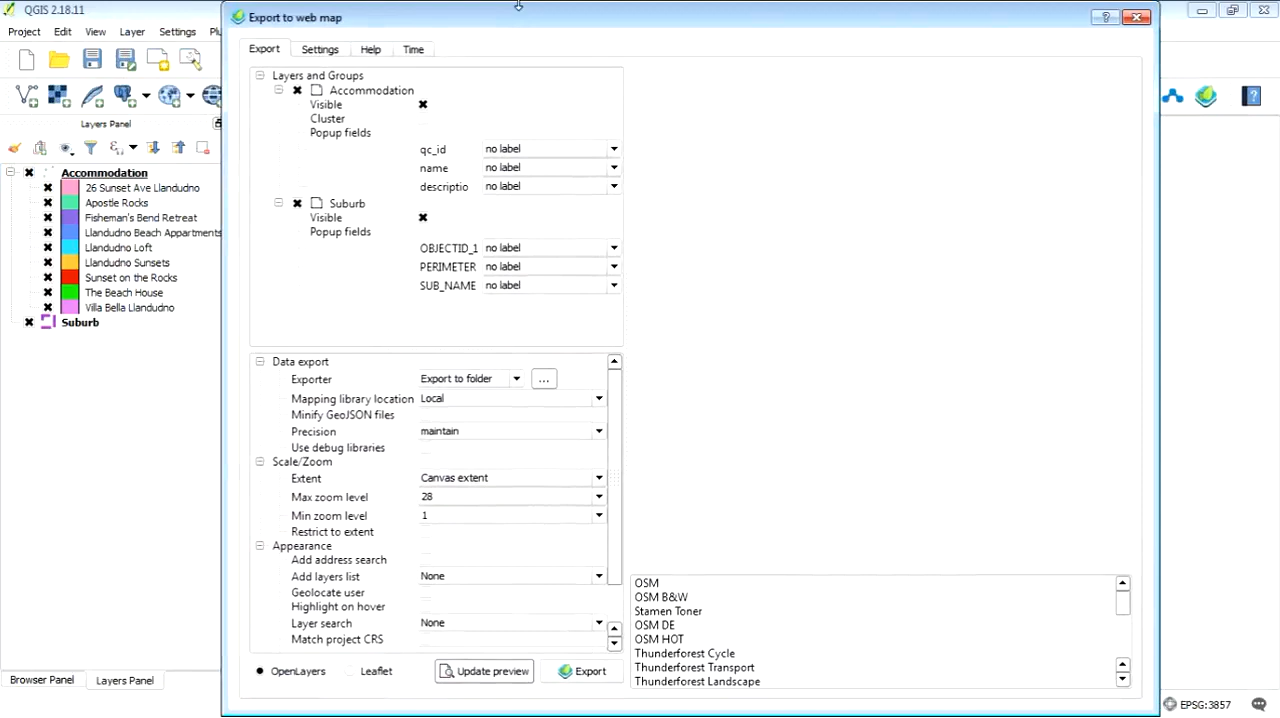 QGIS 2.18.11
Export to web map
Project Edit View Layer Settings
Export Settings Help Time
Layers and Groups
Accommodation
Visible
Cluster
Popup fields
qc_id no label
name no label
descriptio no label
Suburb
Visible
Popup fields
OBJECTID_1 no label
PERIMETER no label
SUB_NAME no label
Layers Panel
Accommodation
26 Sunset Ave Llandudno
Apostle Rocks
Fisheman's Bend Retreat
Llandudno Beach Appartments
Llandudno Loft
Llandudno Sunsets
Sunset on the Rocks
The Beach House
Villa Bella Llandudno
Suburb
Data export
Exporter Export to folder ...
Mapping library location Local
Minify GeoJSON files
Precision maintain
Use debug libraries
Scale/Zoom
Extent Canvas extent
Max zoom level 28
Min zoom level 1
Restrict to extent
Appearance
Add address search
Add layers list None
Geolocate user
Highlight on hover
Layer search None
Match project CRS
OpenLayers Leaflet Update preview Export
OSM
OSM B&W
Stamen Toner
OSM DE
OSM HOT
Thunderforest Cycle
Thunderforest Transport
Thunderforest Landscape
Browser Panel Layers Panel
EPSG:3857